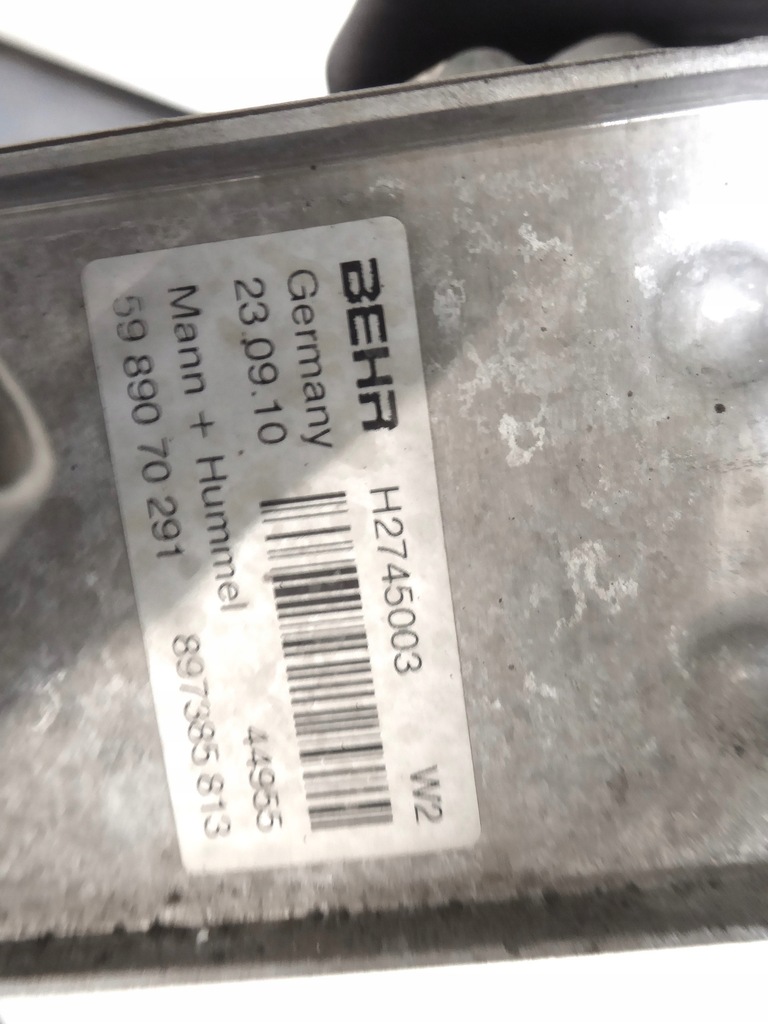 BEHR H2745003 W2
Germany
23.09.10 44955
Mann + Hummel
59 890 70 291 897385 813